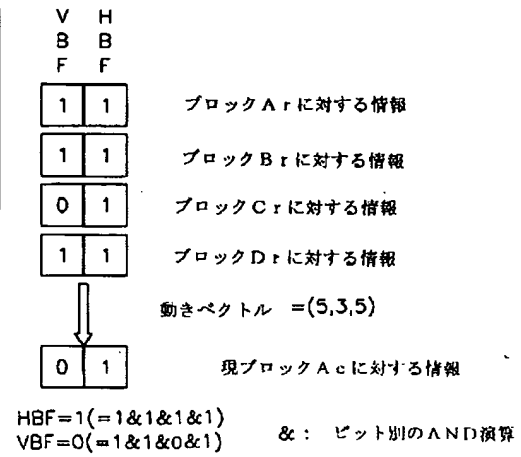 V H
B B
F F
1 1 ブロックArに対する情報
1 1 ブロックBrに対する情報
0 1 ブロックCrに対する情報
1 1 ブロックDrに対する情報
動きベクトル =(5,3,5)
0 1 現ブロックAcに対する情報
HBF=1(=1&1&1&1)
VBF=0(=1&1&0&1)
&: ビット別のAND演算